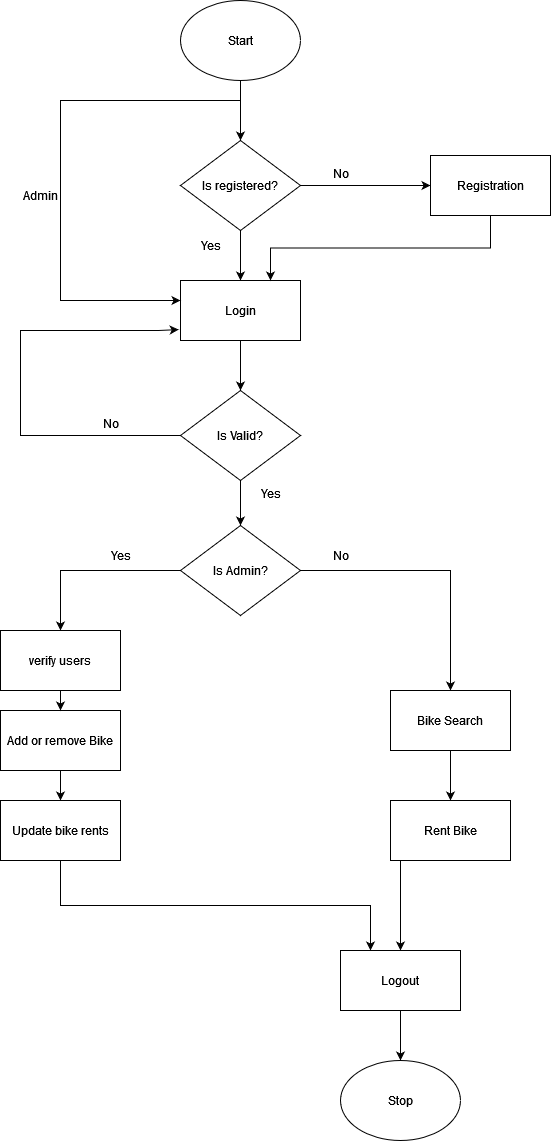 Start
Admin
Is registered?
No
Registration
Yes
Login
No
Is Valid?
Yes
Yes
Is Admin?
No
verify users
Add or remove Bike
Bike Search
Update bike rents
Rent Bike
Logout
Stop